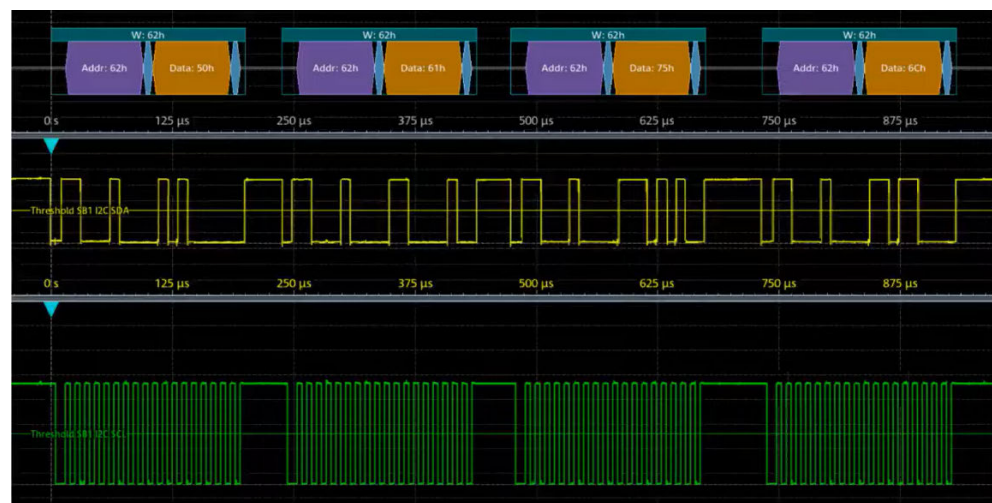 W: 62h W: 62h W: 62h W: 62h
Addr: 62h Data: 50h Addr: 62h Data: 61h Addr: 62h Data: 75h Addr: 62h Data: 6Ch
0 s 125 µs 250 µs 375 µs 500 µs 625 µs 750 µs 875 µs
Threshold SB1 I2C SDA
0 s 125 µs 250 µs 375 µs 500 µs 625 µs 750 µs 875 µs
Threshold SB1 I2C SCL